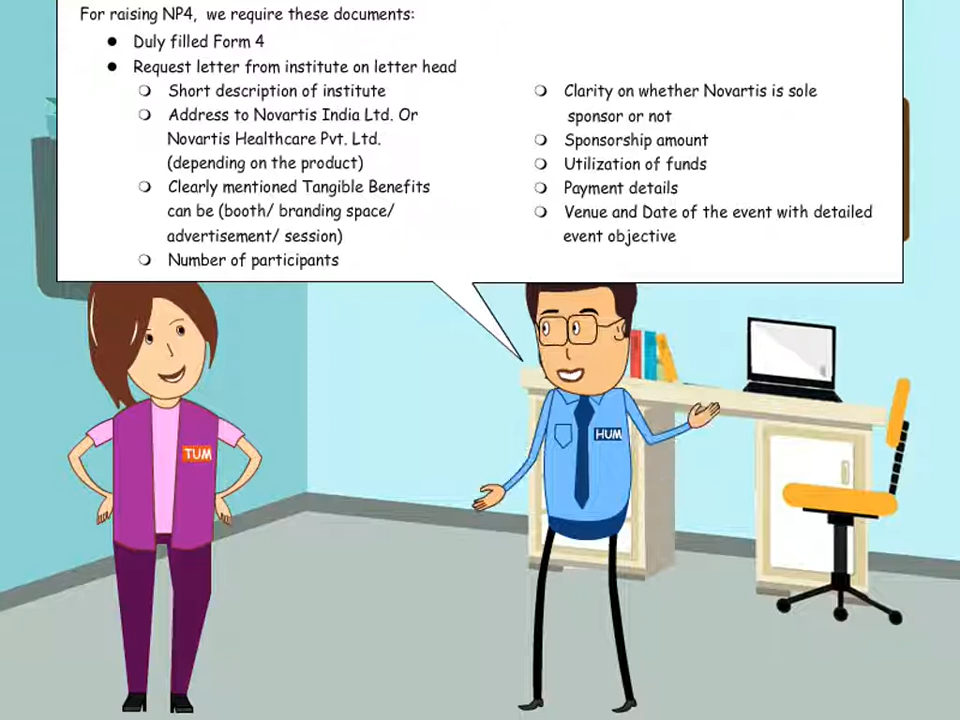 For raising NP4, we require these documents:
● Duly filled Form 4
● Request letter from institute on letter head
❍ Short description of institute
❍ Address to Novartis India Ltd. Or
Novartis Healthcare Pvt. Ltd.
(depending on the product)
❍ Clearly mentioned Tangible Benefits
can be (booth/ branding space/
advertisement/ session)
❍ Number of participants
❍ Clarity on whether Novartis is sole
sponsor or not
❍ Sponsorship amount
❍ Utilization of funds
❍ Payment details
❍ Venue and Date of the event with detailed
event objective
TUM
HUM